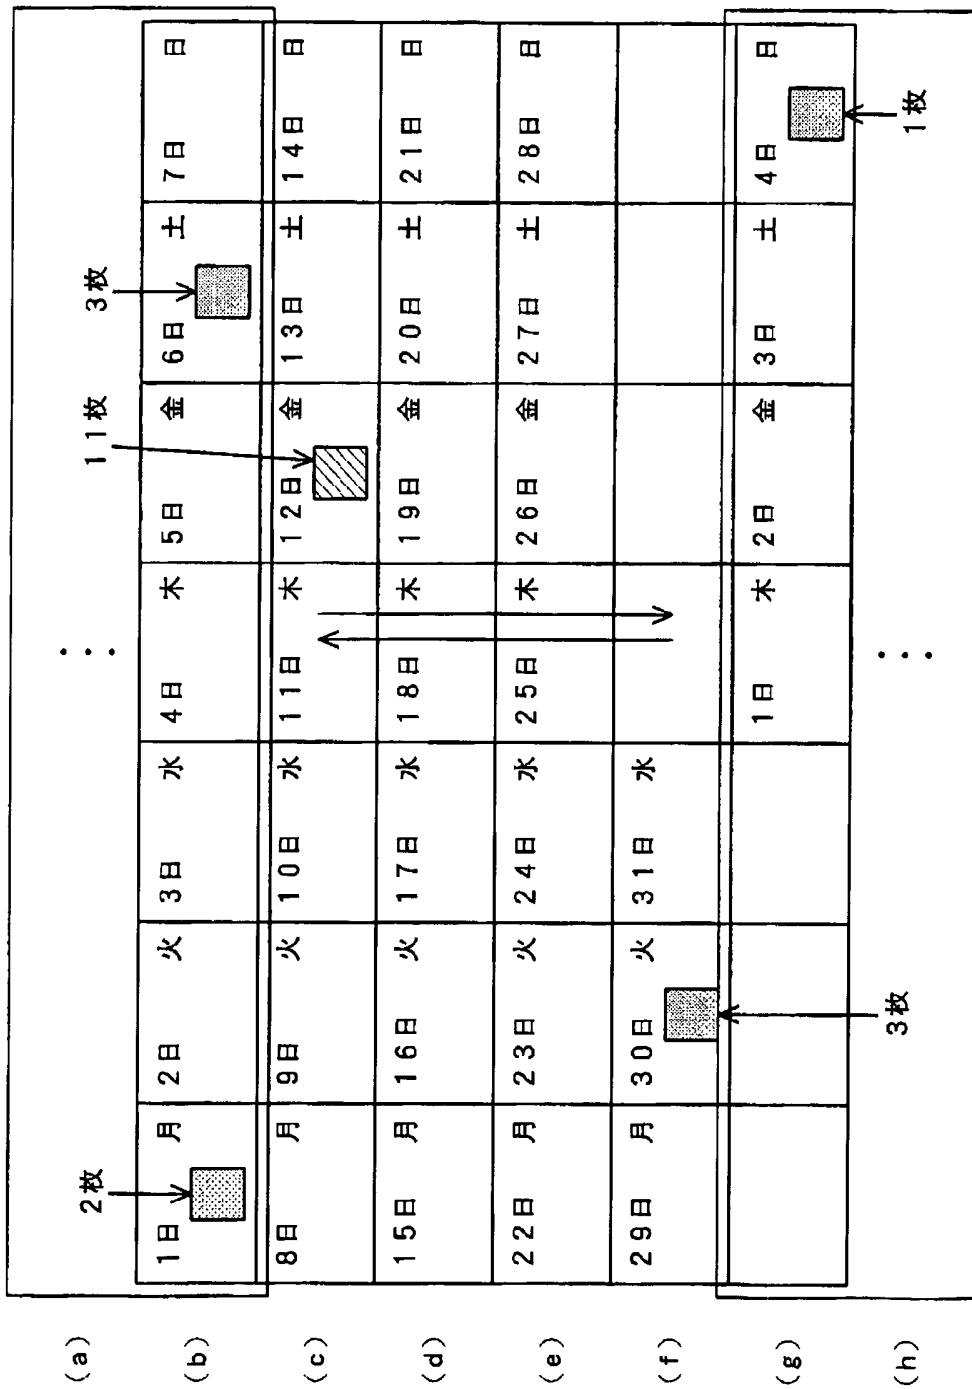 (a) ⋮
2枚 11枚 3枚
(b) 1日 月 2日 火 3日 水 4日 木 5日 金 6日 土 7日 日
(c) 8日 月 9日 火 10日 水 11日 木 12日 金 13日 土 14日 日
(d) 15日 月 16日 火 17日 水 18日 木 19日 金 20日 土 21日 日
(e) 22日 月 23日 火 24日 水 25日 木 26日 金 27日 土 28日 日
(f) 29日 月 30日 火 31日 水
(g) 1日 木 2日 金 3日 土 4日 日
3枚 1枚
(h) ⋮